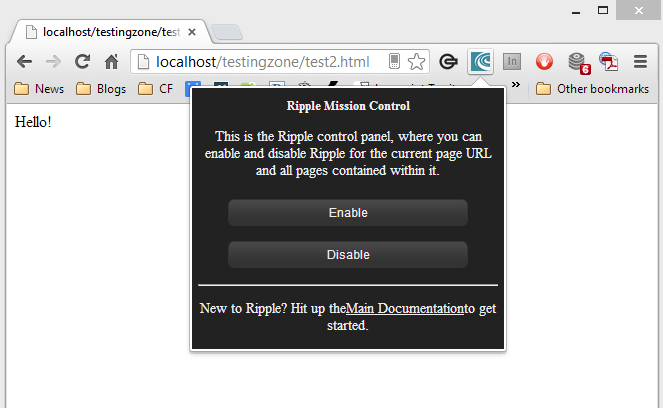 localhost/testingzone/test
localhost/testingzone/test2.html
In
6
News
Blogs
CF
Other bookmarks
Hello!
Ripple Mission Control
This is the Ripple control panel, where you can
enable and disable Ripple for the current page URL
and all pages contained within it.
Enable
Disable
New to Ripple? Hit up theMain Documentationto get
started.